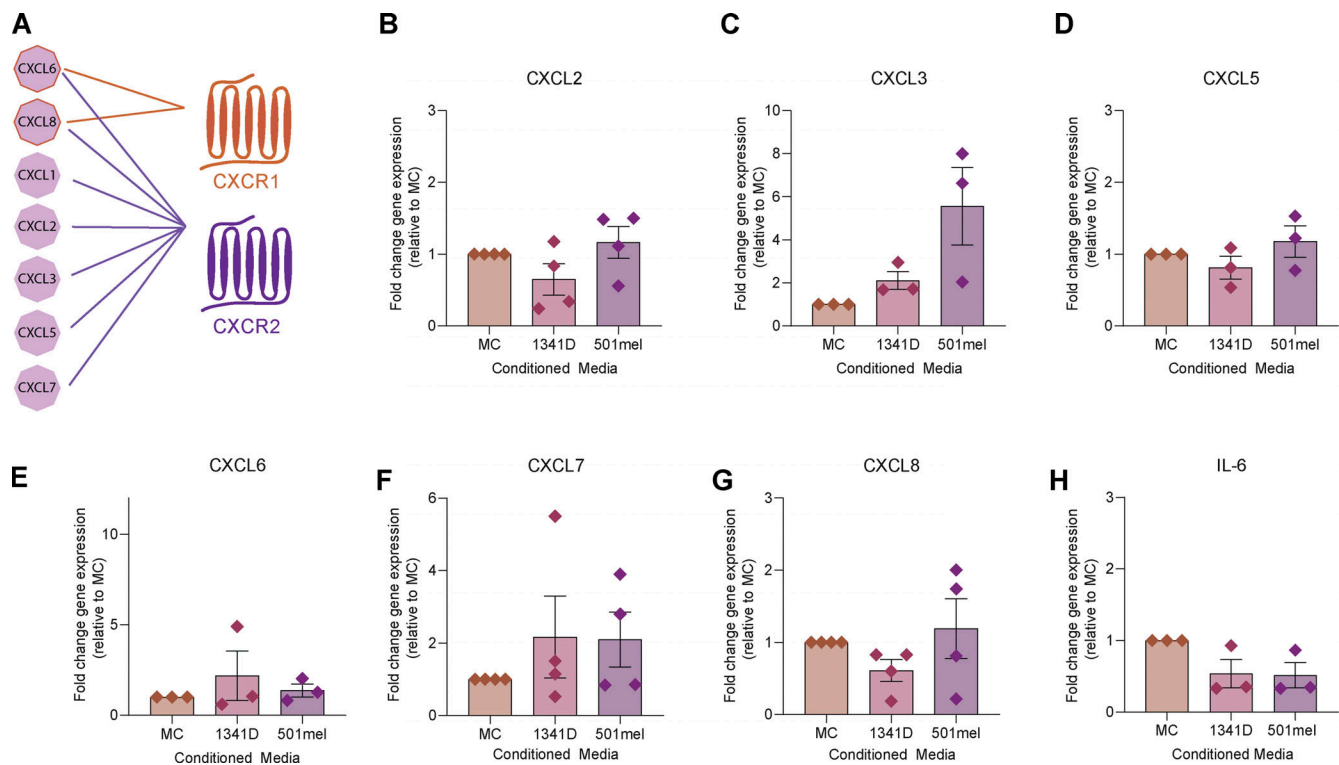 A
CXCL6
CXCL8
CXCL1
CXCL2
CXCL3
CXCL5
CXCL7
CXCR1
CXCR2
B
CXCL2
Fold change gene expression
(relative to MC)
3
2
1
0
MC 1341D 501mel
Conditioned Media
C
CXCL3
Fold change gene expression
(relative to MC)
10
8
6
4
2
0
MC 1341D 501mel
Conditioned Media
D
CXCL5
Fold change gene expression
(relative to MC)
3
2
1
0
MC 1341D 501mel
Conditioned Media
E
CXCL6
Fold change gene expression
(relative to MC)
10
5
0
MC 1341D 501mel
Conditioned Media
F
CXCL7
Fold change gene expression
(relative to MC)
6
4
2
0
MC 1341D 501mel
Conditioned Media
G
CXCL8
Fold change gene expression
(relative to MC)
3
2
1
0
MC 1341D 501mel
Conditioned Media
H
IL-6
Fold change gene expression
(relative to MC)
3
2
1
0
MC 1341D 501mel
Conditioned Media